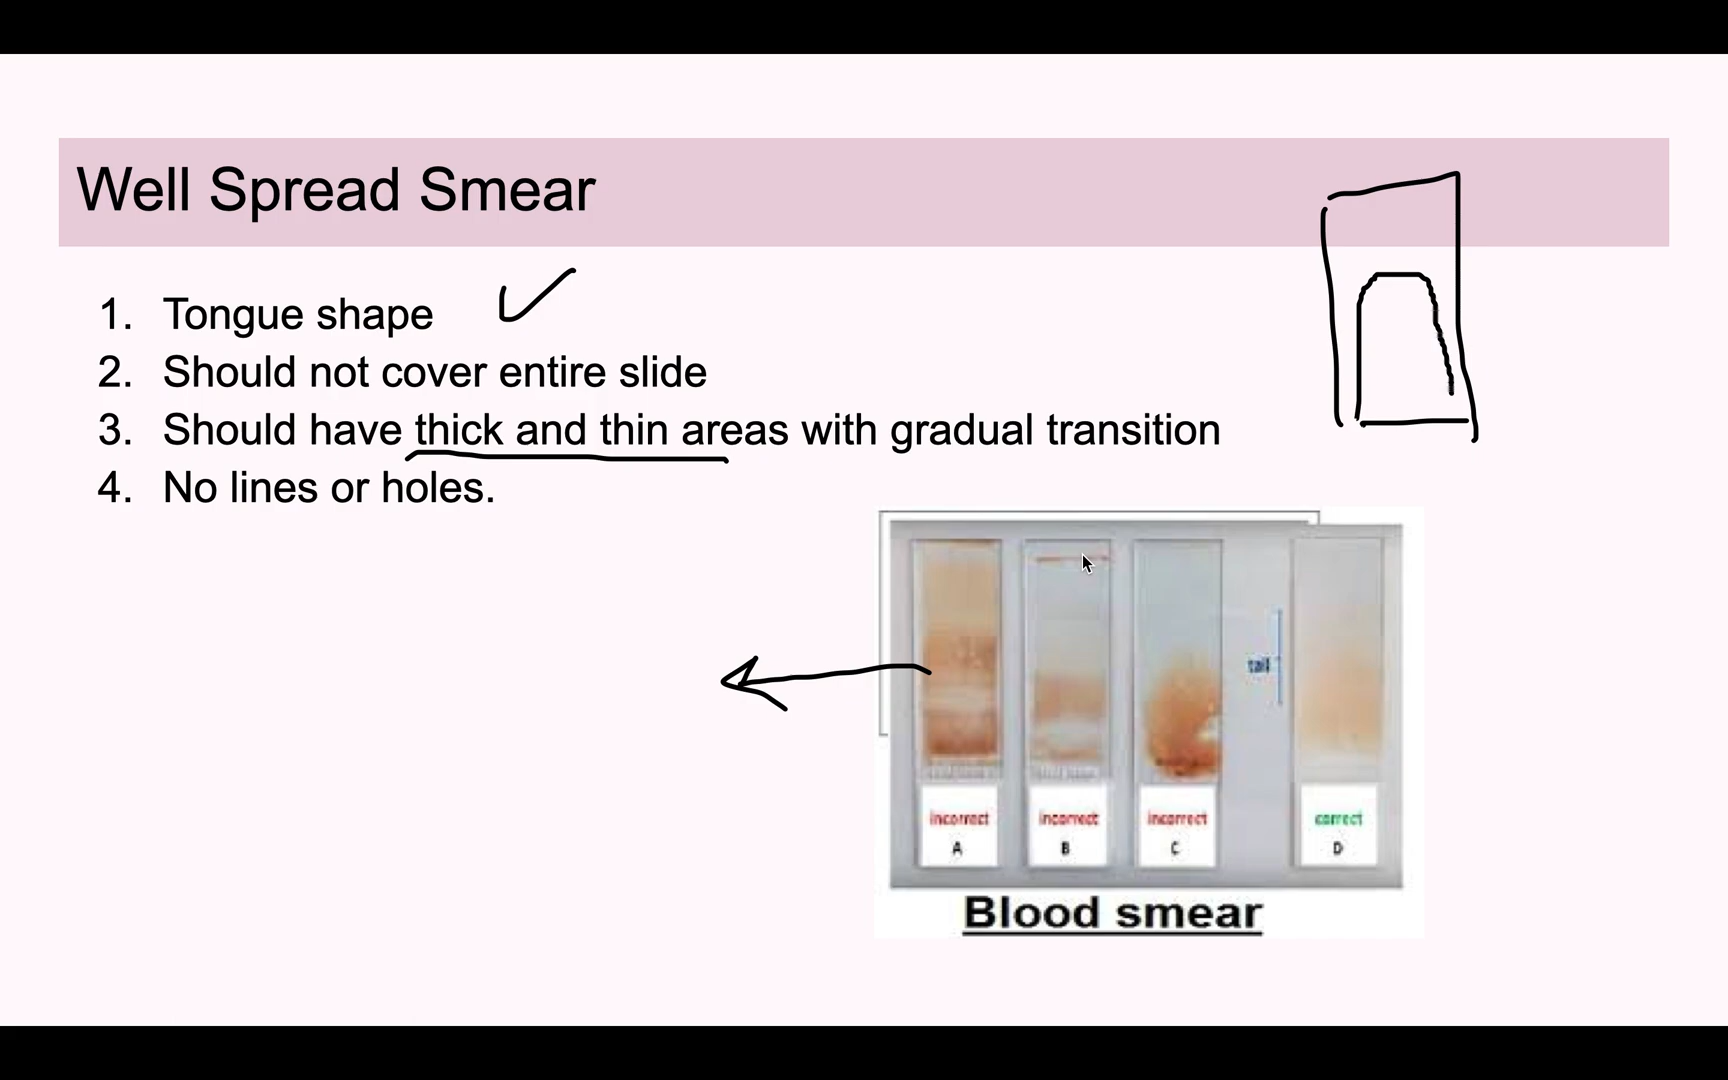 Well Spread Smear
1. Tongue shape
2. Should not cover entire slide
3. Should have thick and thin areas with gradual transition
4. No lines or holes.
tail
incorrect incorrect incorrect correct
A B C D
Blood smear